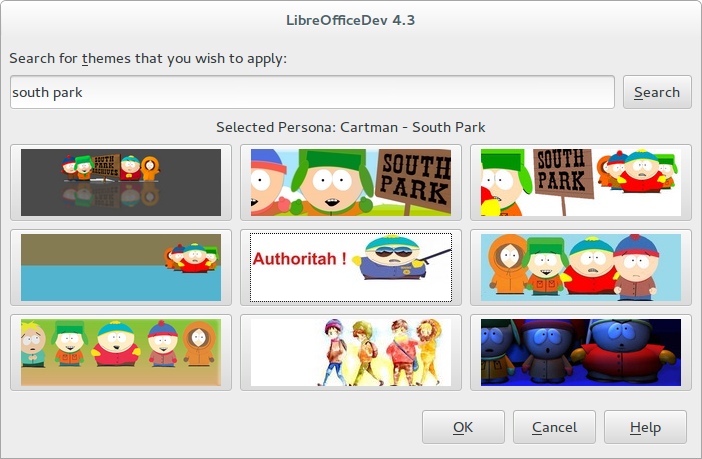 LibreOfficeDev 4.3
Search for themes that you wish to apply:
south park
Search
Selected Persona: Cartman - South Park
SOUTH
PARK
ARCHIVES
SOUTH
PARK
SOUTH
PARK
Authoritah !
OK
Cancel
Help